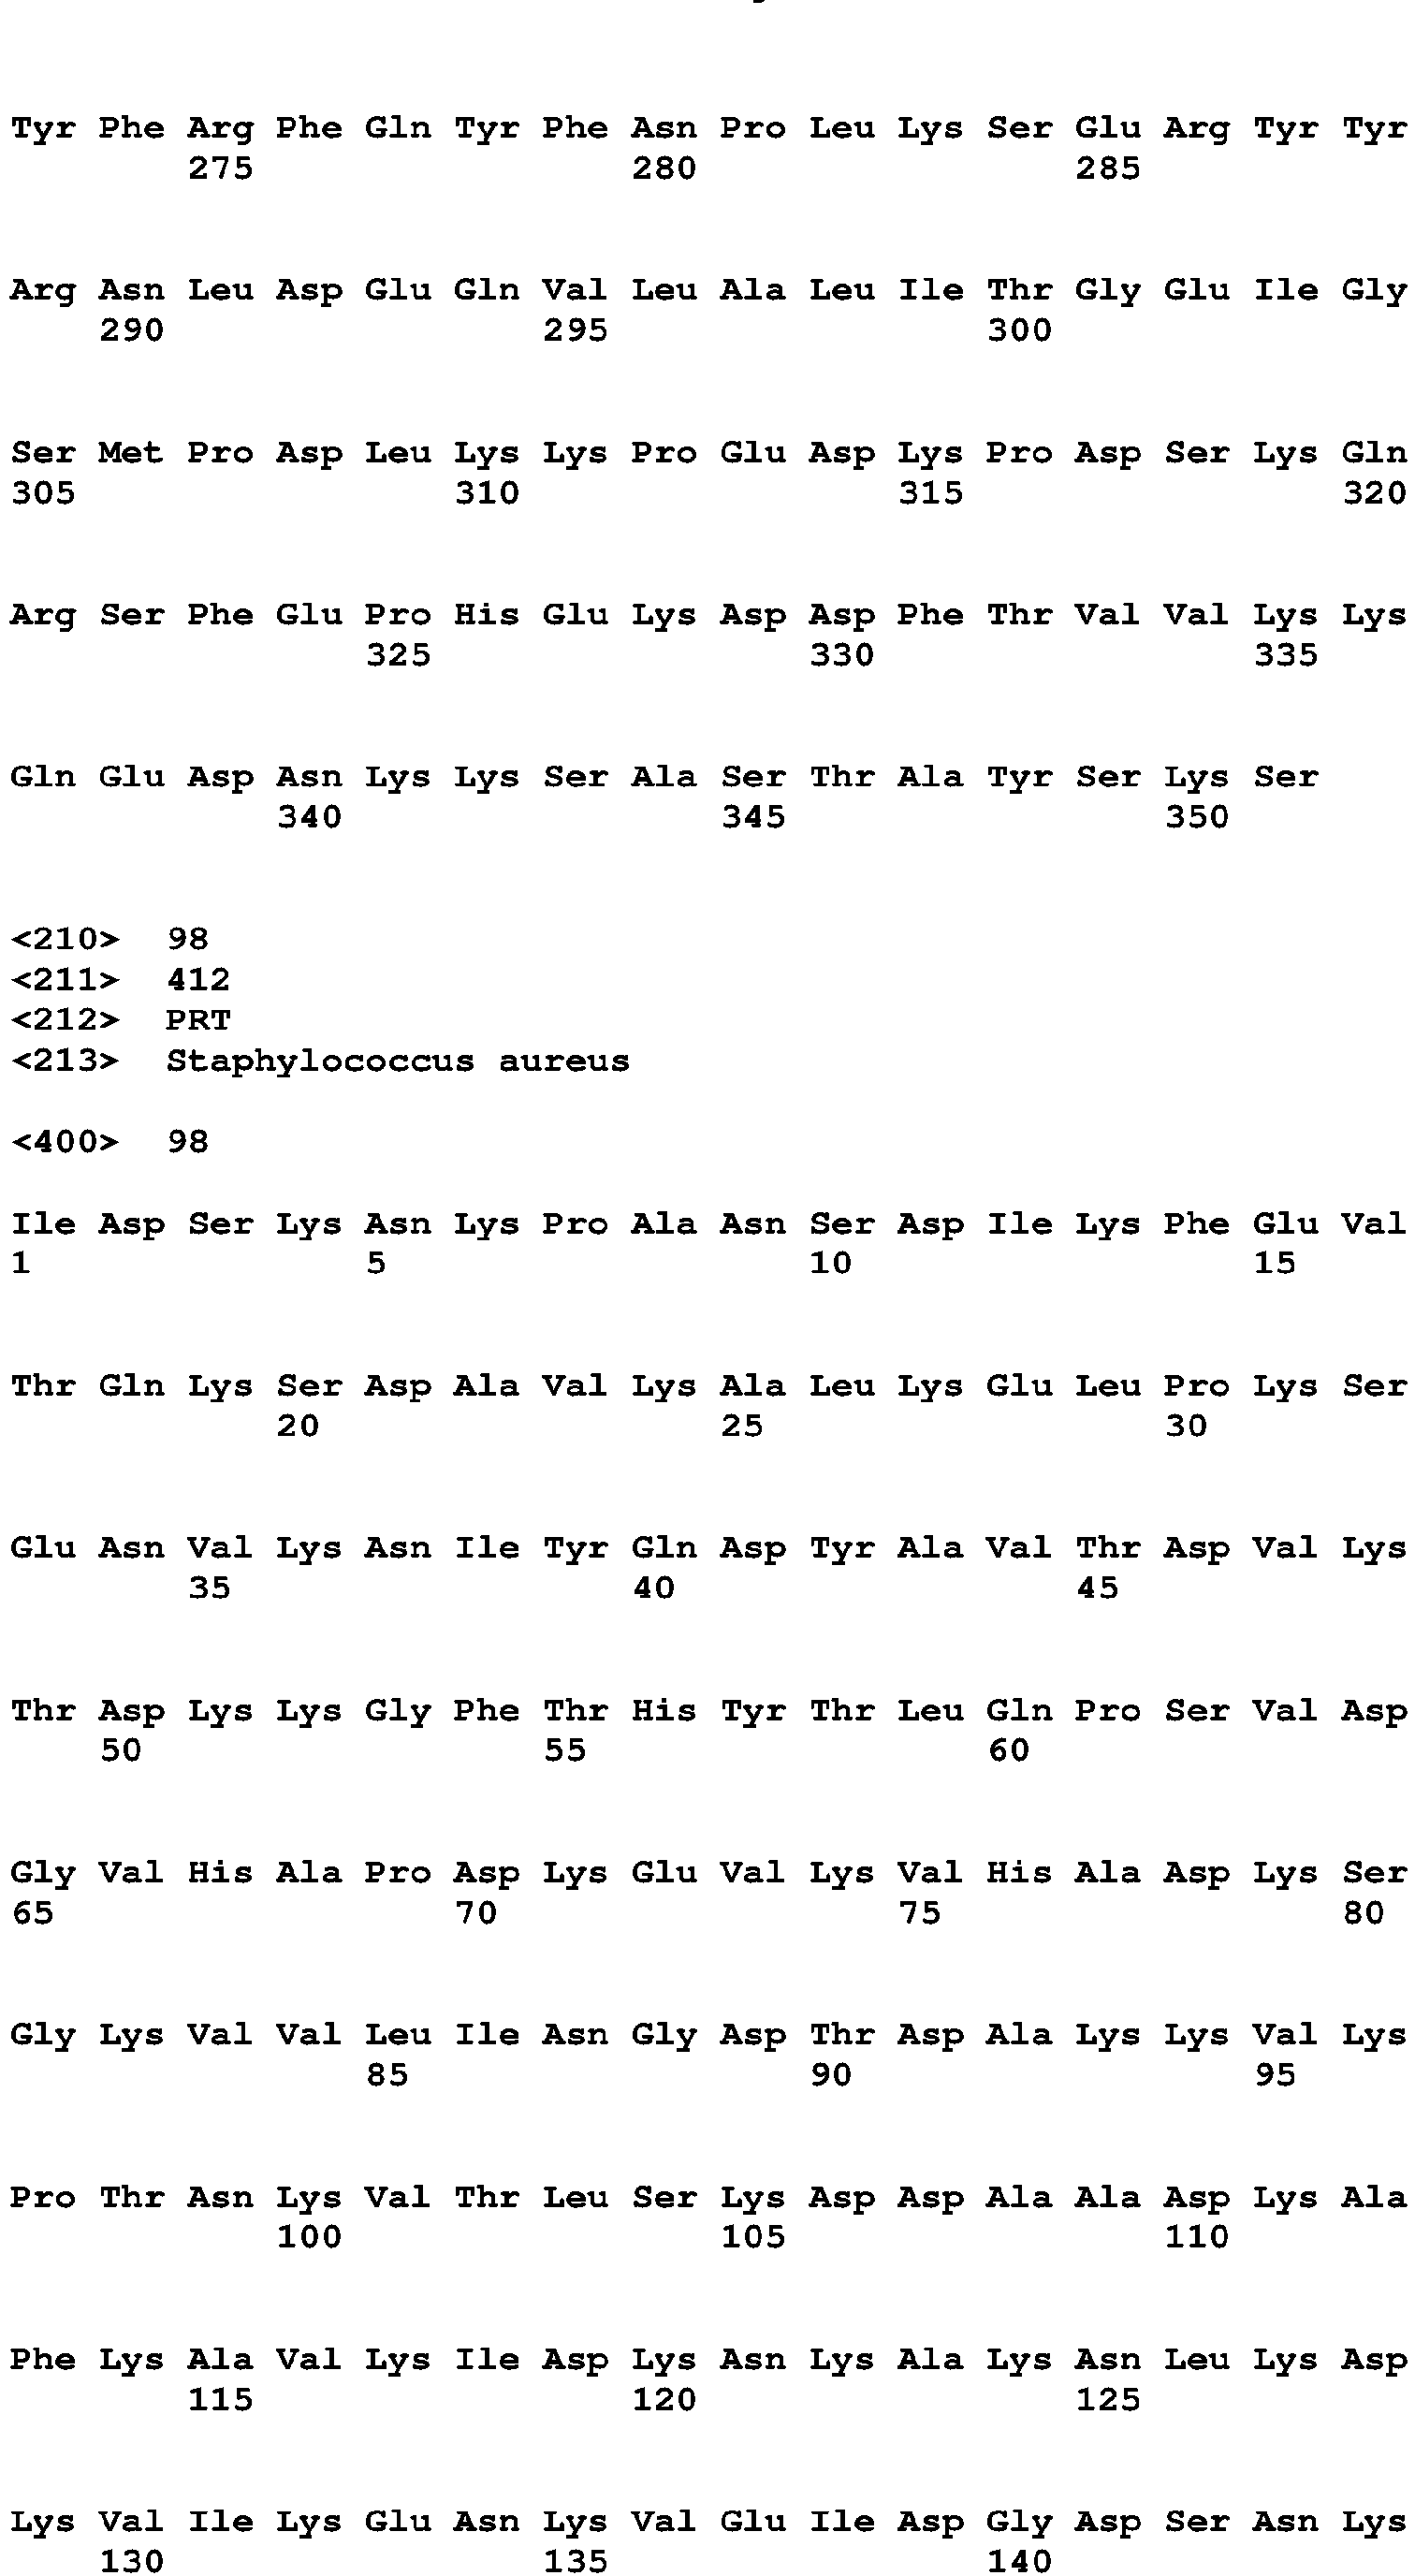 Tyr Phe Arg Phe Gln Tyr Phe Asn Pro Leu Lys Ser Glu Arg Tyr Tyr
275 280 285
Arg Asn Leu Asp Glu Gln Val Leu Ala Leu Ile Thr Gly Glu Ile Gly
290 295 300
Ser Met Pro Asp Leu Lys Lys Pro Glu Asp Lys Pro Asp Ser Lys Gln
305 310 315 320
Arg Ser Phe Glu Pro His Glu Lys Asp Asp Phe Thr Val Val Lys Lys
325 330 335
Gln Glu Asp Asn Lys Lys Ser Ala Ser Thr Ala Tyr Ser Lys Ser
340 345 350
<210> 98
<211> 412
<212> PRT
<213> Staphylococcus aureus
<400> 98
Ile Asp Ser Lys Asn Lys Pro Ala Asn Ser Asp Ile Lys Phe Glu Val
1 5 10 15
Thr Gln Lys Ser Asp Ala Val Lys Ala Leu Lys Glu Leu Pro Lys Ser
20 25 30
Glu Asn Val Lys Asn Ile Tyr Gln Asp Tyr Ala Val Thr Asp Val Lys
35 40 45
Thr Asp Lys Lys Gly Phe Thr His Tyr Thr Leu Gln Pro Ser Val Asp
50 55 60
Gly Val His Ala Pro Asp Lys Glu Val Lys Val His Ala Asp Lys Ser
65 70 75 80
Gly Lys Val Val Leu Ile Asn Gly Asp Thr Asp Ala Lys Lys Val Lys
85 90 95
Pro Thr Asn Lys Val Thr Leu Ser Lys Asp Asp Ala Ala Asp Lys Ala
100 105 110
Phe Lys Ala Val Lys Ile Asp Lys Asn Lys Ala Lys Asn Leu Lys Asp
115 120 125
Lys Val Ile Lys Glu Asn Lys Val Glu Ile Asp Gly Asp Ser Asn Lys
130 135 140